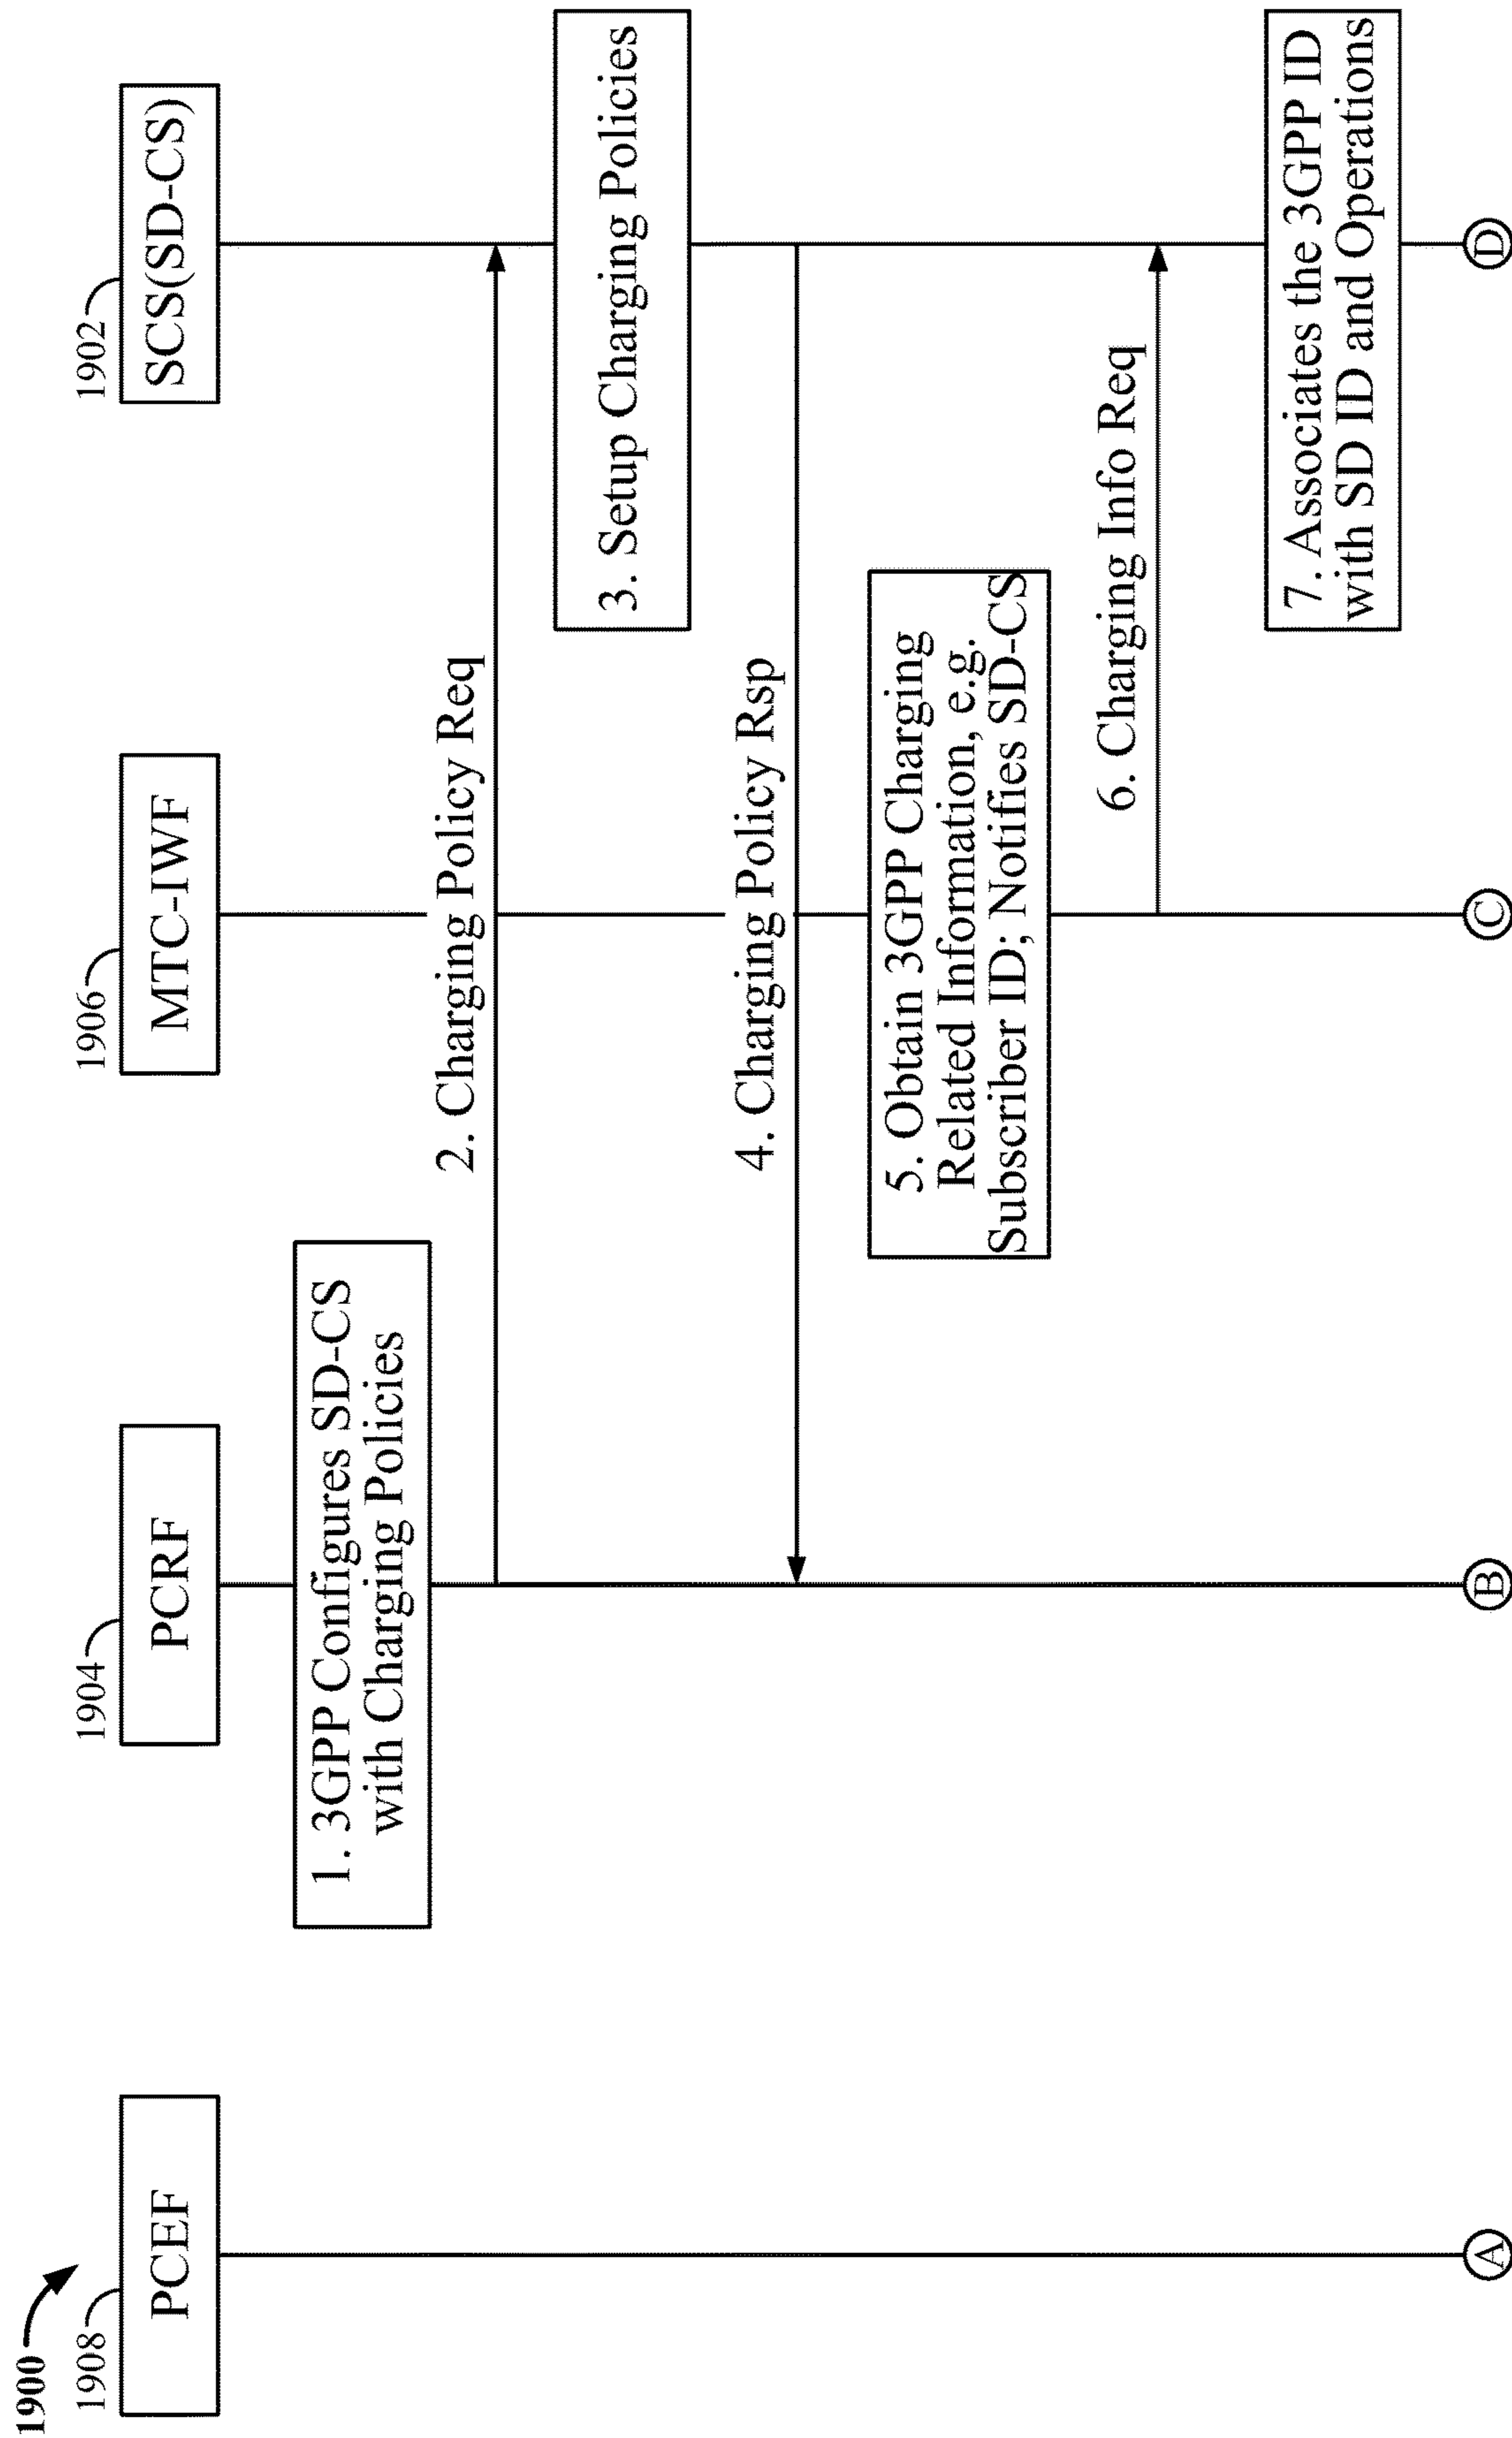 1900
1908
PCEF
1904
PCRF
1906
MTC-IWF
1902
SCS(SD-CS)
1. 3GPP Configures SD-CS
with Charging Policies
2. Charging Policy Req
3. Setup Charging Policies
4. Charging Policy Rsp
5. Obtain 3GPP Charging
Related Information, e.g.
Subscriber ID; Notifies SD-CS
6. Charging Info Req
7. Associates the 3GPP ID
with SD ID and Operations
A
B
C
D